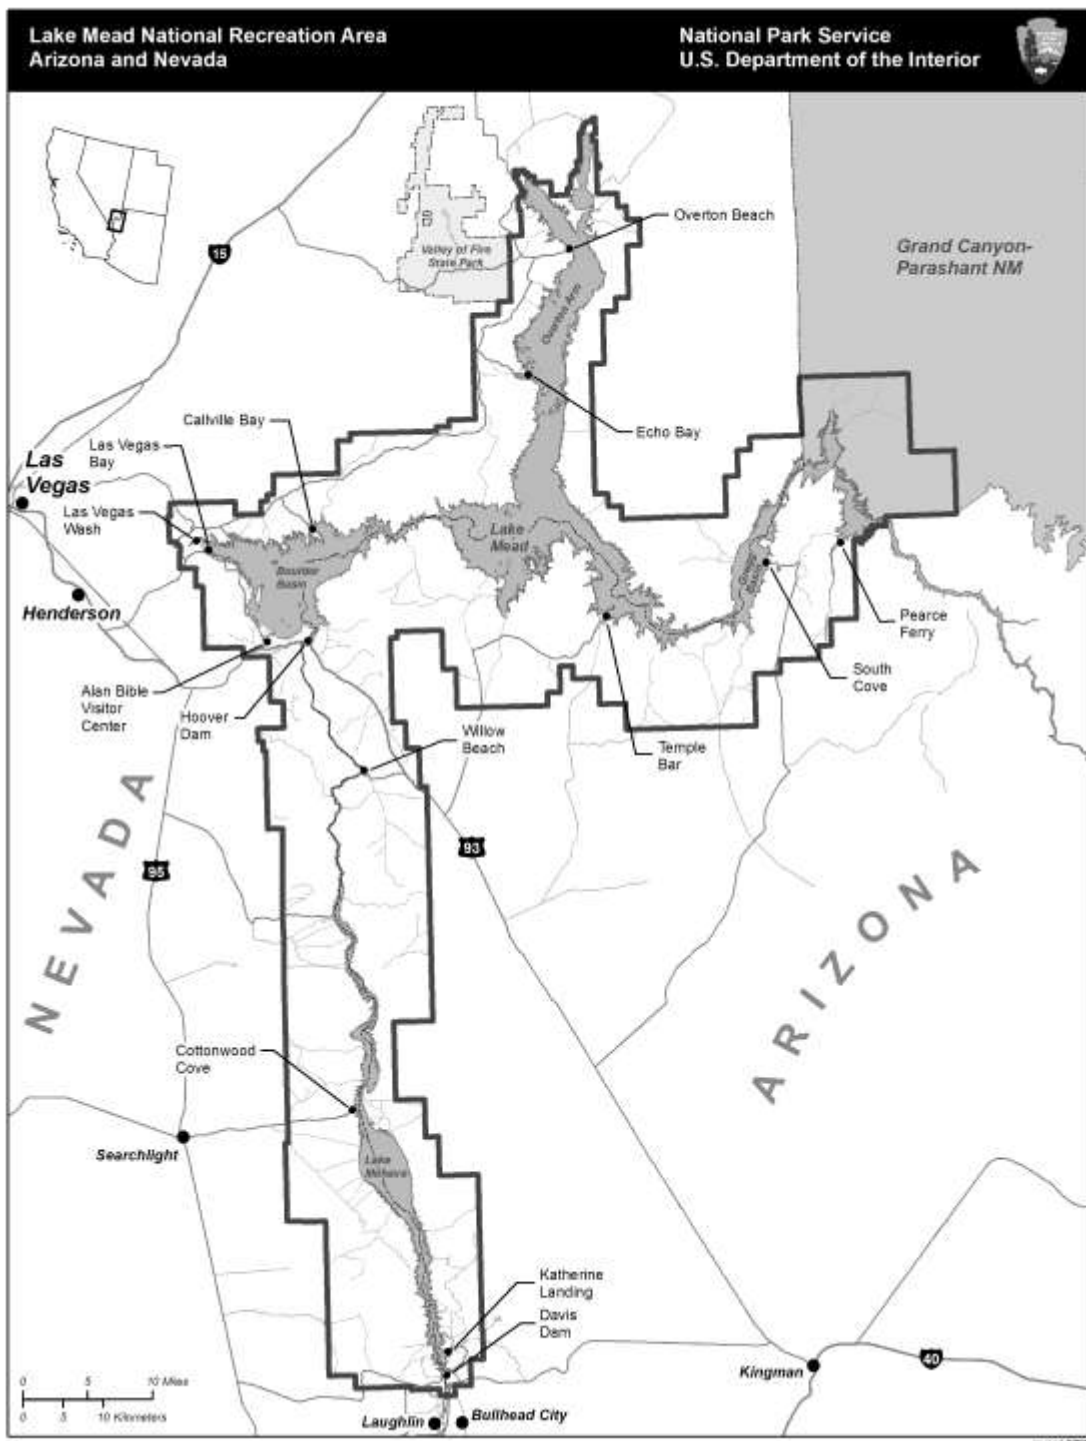 Lake Mead National Recreation Area
Arizona and Nevada
National Park Service
U.S. Department of the Interior
15
Valley of Fire
State Park
Overton Beach
Grand Canyon-
Parashant NM
Overton Arm
Callville Bay
Echo Bay
Las Vegas
Bay
Las
Vegas
Las Vegas
Wash
Lake
Mead
Boulder
Basin
Henderson
Pearce
Ferry
South
Cove
Alan Bible
Visitor
Center
Hoover
Dam
Willow
Beach
Temple
Bar
NEVADA
95
93
ARIZONA
Cottonwood
Cove
Searchlight
Lake
Mohave
Katherine
Landing
Davis
Dam
Kingman
40
0 5 10 Miles
0 5 10 Kilometers
Laughlin
Bullhead City